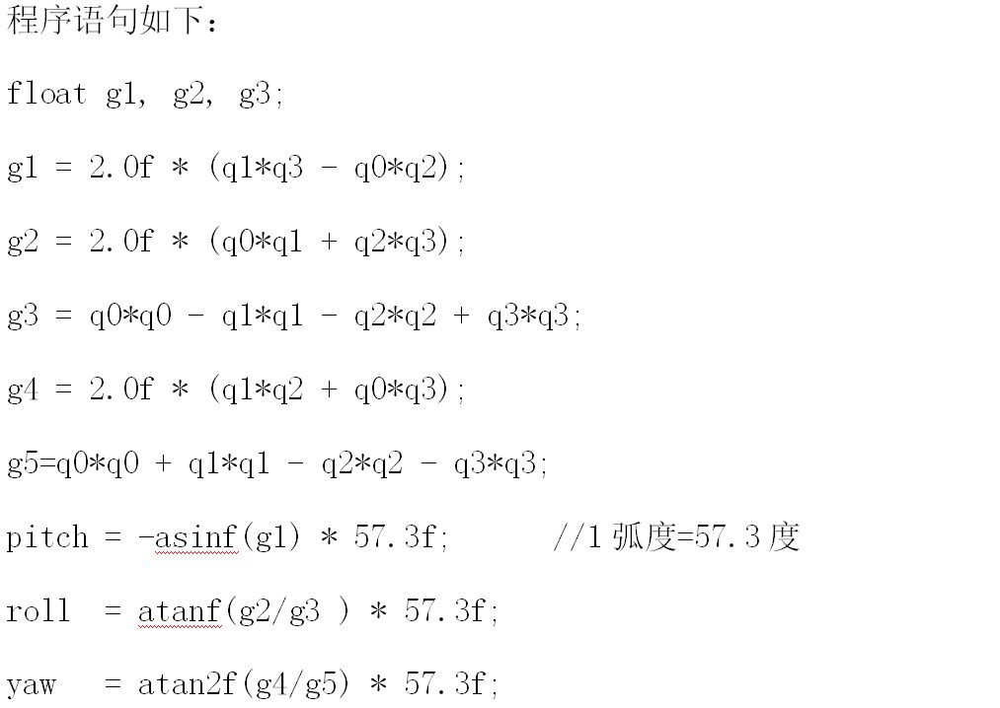 程序语句如下：
float g1, g2, g3;
g1 = 2.0f * (q1*q3 - q0*q2);
g2 = 2.0f * (q0*q1 + q2*q3);
g3 = q0*q0 - q1*q1 - q2*q2 + q3*q3;
g4 = 2.0f * (q1*q2 + q0*q3);
g5=q0*q0 + q1*q1 - q2*q2 - q3*q3;
pitch = -asinf(g1) * 57.3f;      //1弧度=57.3度
roll  = atanf(g2/g3 ) * 57.3f;
yaw   = atan2f(g4/g5) * 57.3f;